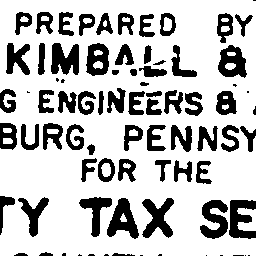 PREPARED BY
KIMBALL &
G ENGINEERS &
BURG, PENNSY
FOR THE
TY TAX SE